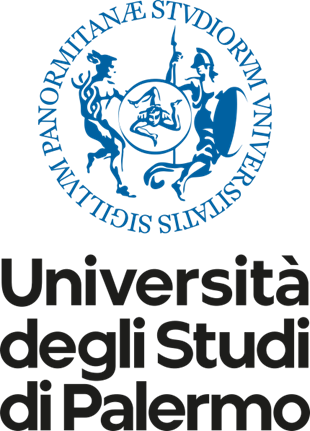 SIGILLVM PANORMITANÆ STVDIORVM VNIVERSITATIS
Università
degli Studi
di Palermo